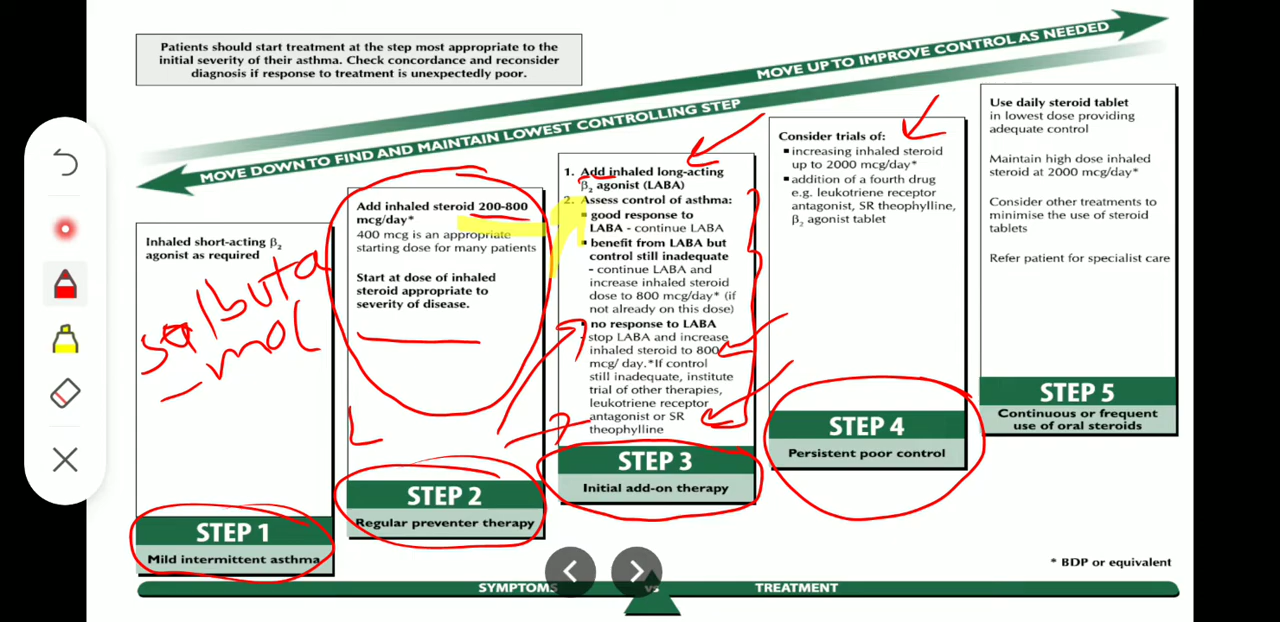 Patients should start treatment at the step most appropriate to the
initial severity of their asthma. Check concordance and reconsider
diagnosis if response to treatment is unexpectedly poor.
MOVE UP TO IMPROVE CONTROL AS NEEDED
MOVE DOWN TO FIND AND MAINTAIN LOWEST CONTROLLING STEP
Inhaled short-acting β₂
agonist as required
salbuta
-mol
STEP 1
Mild intermittent asthma
Add inhaled steroid 200-800
mcg/day*
400 mcg is an appropriate
starting dose for many patients
Start at dose of inhaled
steroid appropriate to
severity of disease.
STEP 2
Regular preventer therapy
1. Add inhaled long-acting
β₂ agonist (LABA)
2. Assess control of asthma:
▪ good response to
LABA - continue LABA
▪ benefit from LABA but
control still inadequate
- continue LABA and
increase inhaled steroid
dose to 800 mcg/day* (if
not already on this dose)
▪ no response to LABA
- stop LABA and increase
inhaled steroid to 800
mcg/ day.*If control
still inadequate, institute
trial of other therapies,
leukotriene receptor
antagonist or SR
theophylline
STEP 3
Initial add-on therapy
Consider trials of:
▪ increasing inhaled steroid
up to 2000 mcg/day*
▪ addition of a fourth drug
e.g. leukotriene receptor
antagonist, SR theophylline,
β₂ agonist tablet
STEP 4
Persistent poor control
Use daily steroid tablet
in lowest dose providing
adequate control
Maintain high dose inhaled
steroid at 2000 mcg/day*
Consider other treatments to
minimise the use of steroid
tablets
Refer patient for specialist care
STEP 5
Continuous or frequent
use of oral steroids
* BDP or equivalent
SYMPTOMS
vs
TREATMENT